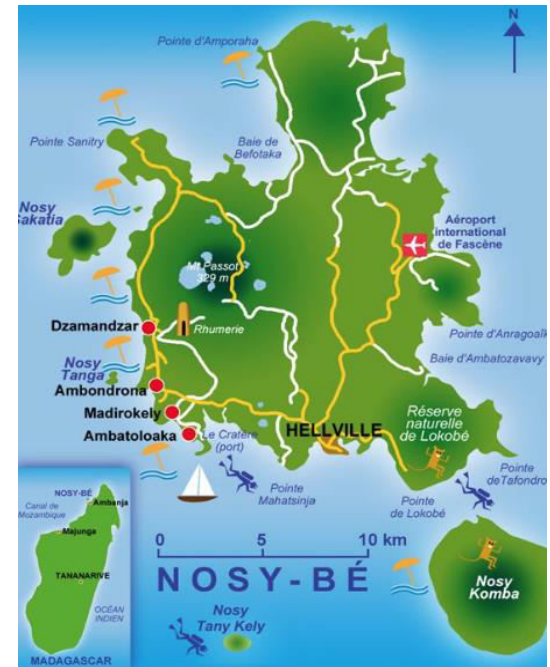 N
Pointe d'Amporaha
Pointe Sanitry
Baie de
Befotaka
Nosy
Sakatia
Aéroport
international
de Fascène
Mt Passot
329 m
Rhumerie
Dzamandzar
Pointe d'Anragoalk
Nosy
Tanga
Baie d'Ambatozavavy
Ambondrona
Madirokely
Ambatoloaka
Le Cratère
(port)
HELLVILLE
Réserve
naturelle
de Lokobé
Pointe
Mahatsinja
Pointe
de Lokobé
Pointe
deTafondro
NOSY-BÉ
Canal de
Mozambique
Ambanja
Majunga
TANANARIVE
OCÉAN
INDIEN
MADAGASCAR
0 5 10 km
NOSY-BÉ
Nosy
Komba
Nosy
Tany Kely